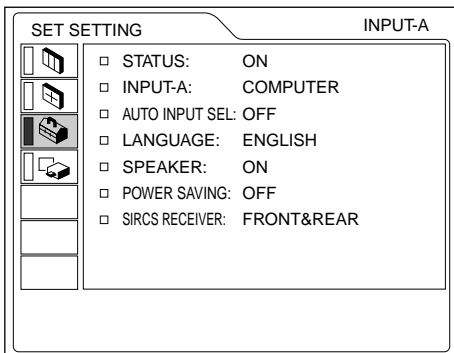 SET SETTING INPUT-A
STATUS: ON
INPUT-A: COMPUTER
AUTO INPUT SEL: OFF
LANGUAGE: ENGLISH
SPEAKER: ON
POWER SAVING: OFF
SIRCS RECEIVER: FRONT&REAR